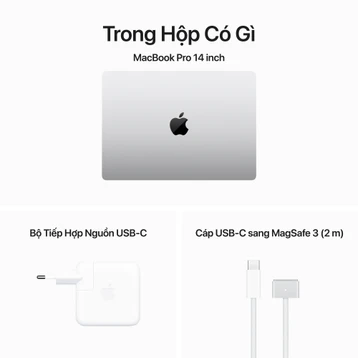 Trong Hộp Có Gì
MacBook Pro 14 inch
Bộ Tiếp Hợp Nguồn USB-C
Cáp USB-C sang MagSafe 3 (2 m)